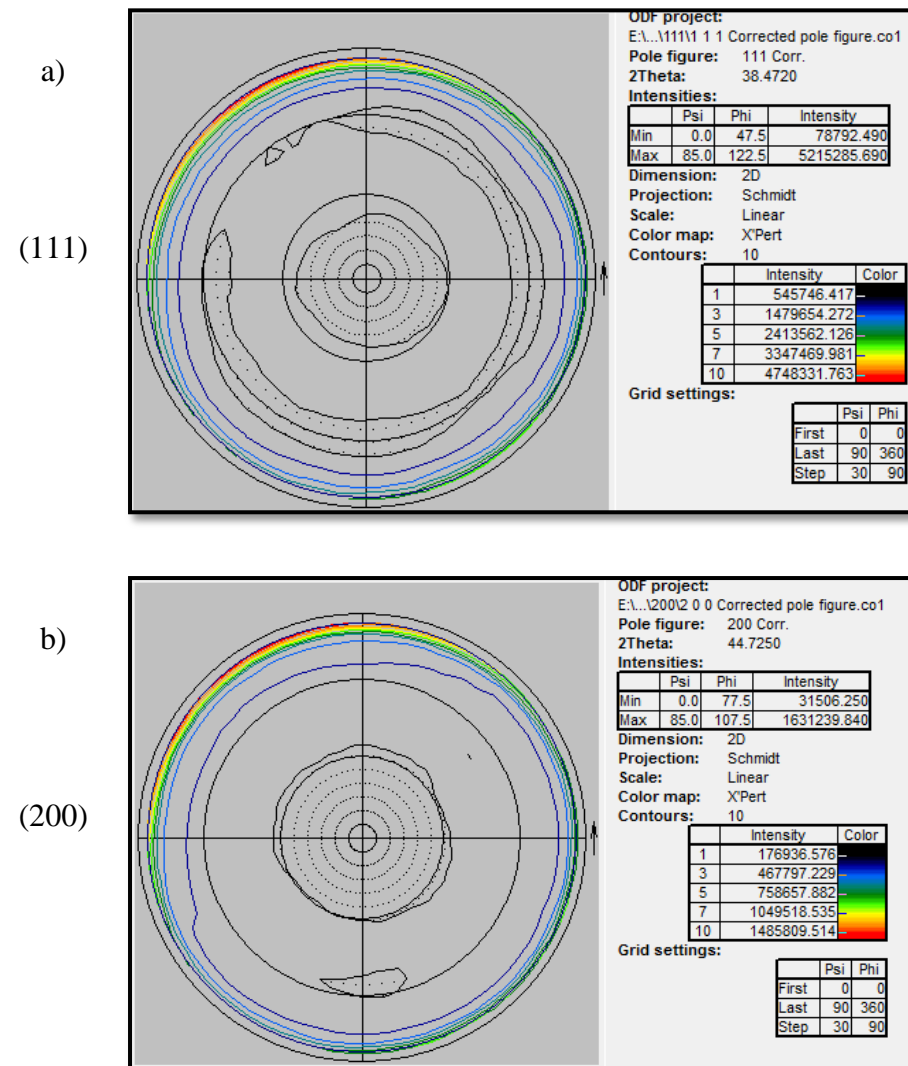 a)
(111)
ODF project:
E:\...\111\1 1 1 Corrected pole figure.co1
Pole figure: 111 Corr.
2Theta: 38.4720
Intensities:
Psi Phi Intensity
Min 0.0 47.5 78792.490
Max 85.0 122.5 5215285.690
Dimension: 2D
Projection: Schmidt
Scale: Linear
Color map: X'Pert
Contours: 10
Intensity Color
1 545746.417
3 1479654.272
5 2413562.126
7 3347469.981
10 4748331.763
Grid settings:
Psi Phi
First 0 0
Last 90 360
Step 30 90
b)
(200)
ODF project:
E:\...\200\2 0 0 Corrected pole figure.co1
Pole figure: 200 Corr.
2Theta: 44.7250
Intensities:
Psi Phi Intensity
Min 0.0 77.5 31506.250
Max 85.0 107.5 1631239.840
Dimension: 2D
Projection: Schmidt
Scale: Linear
Color map: X'Pert
Contours: 10
Intensity Color
1 176936.576
3 467797.229
5 758657.882
7 1049518.535
10 1485809.514
Grid settings:
Psi Phi
First 0 0
Last 90 360
Step 30 90